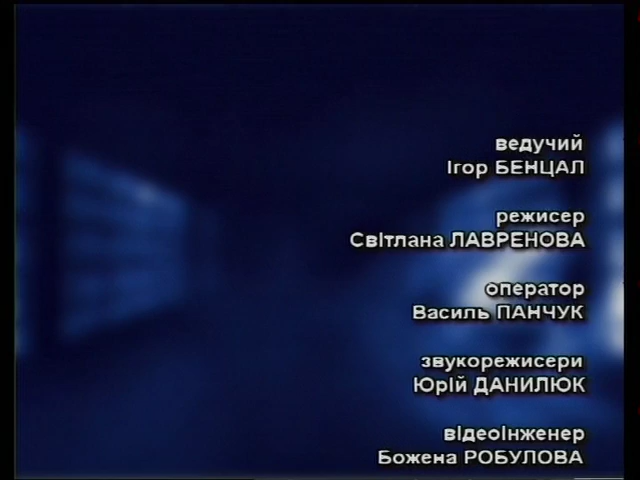 ведучий
Ігор БЕНЦАЛ
режисер
Світлана ЛАВРЕНОВА
оператор
Василь ПАНЧУК
звукорежисери
Юрій ДАНИЛЮК
відеоінженер
Божена РОБУЛОВА